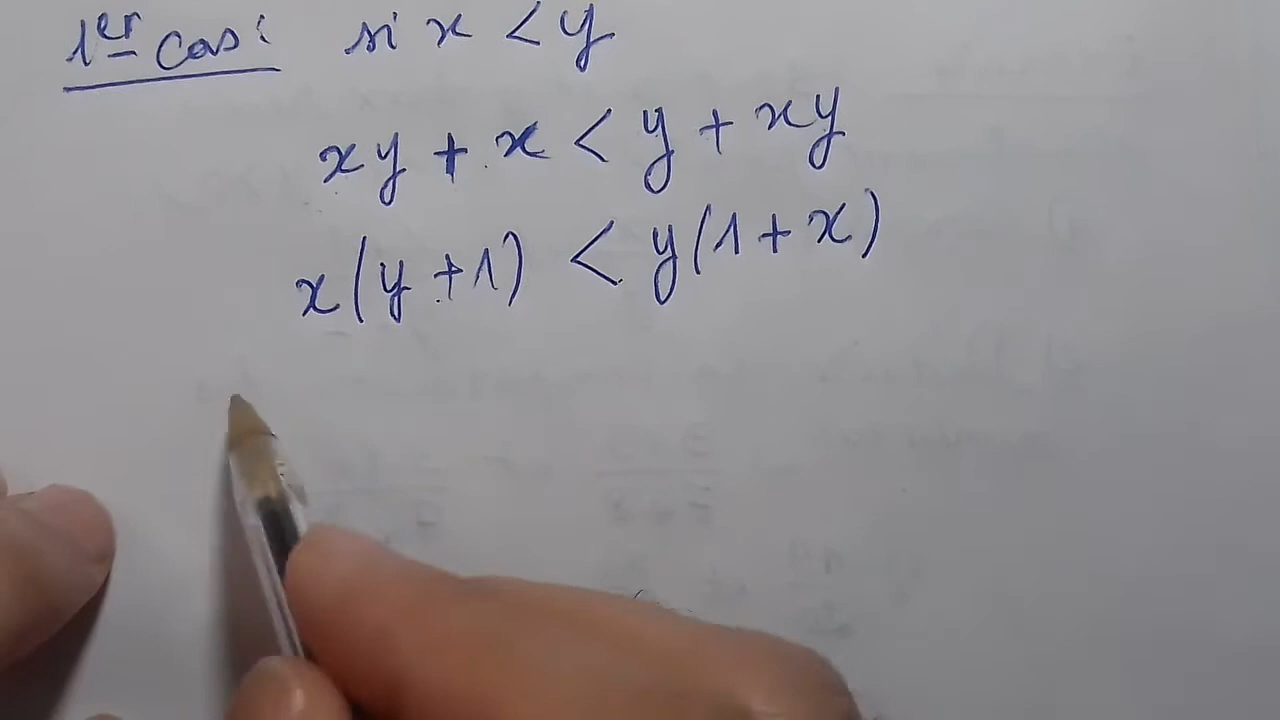 1er cas: si x < y
xy + x < y + xy
x(y+1) < y(1+x)